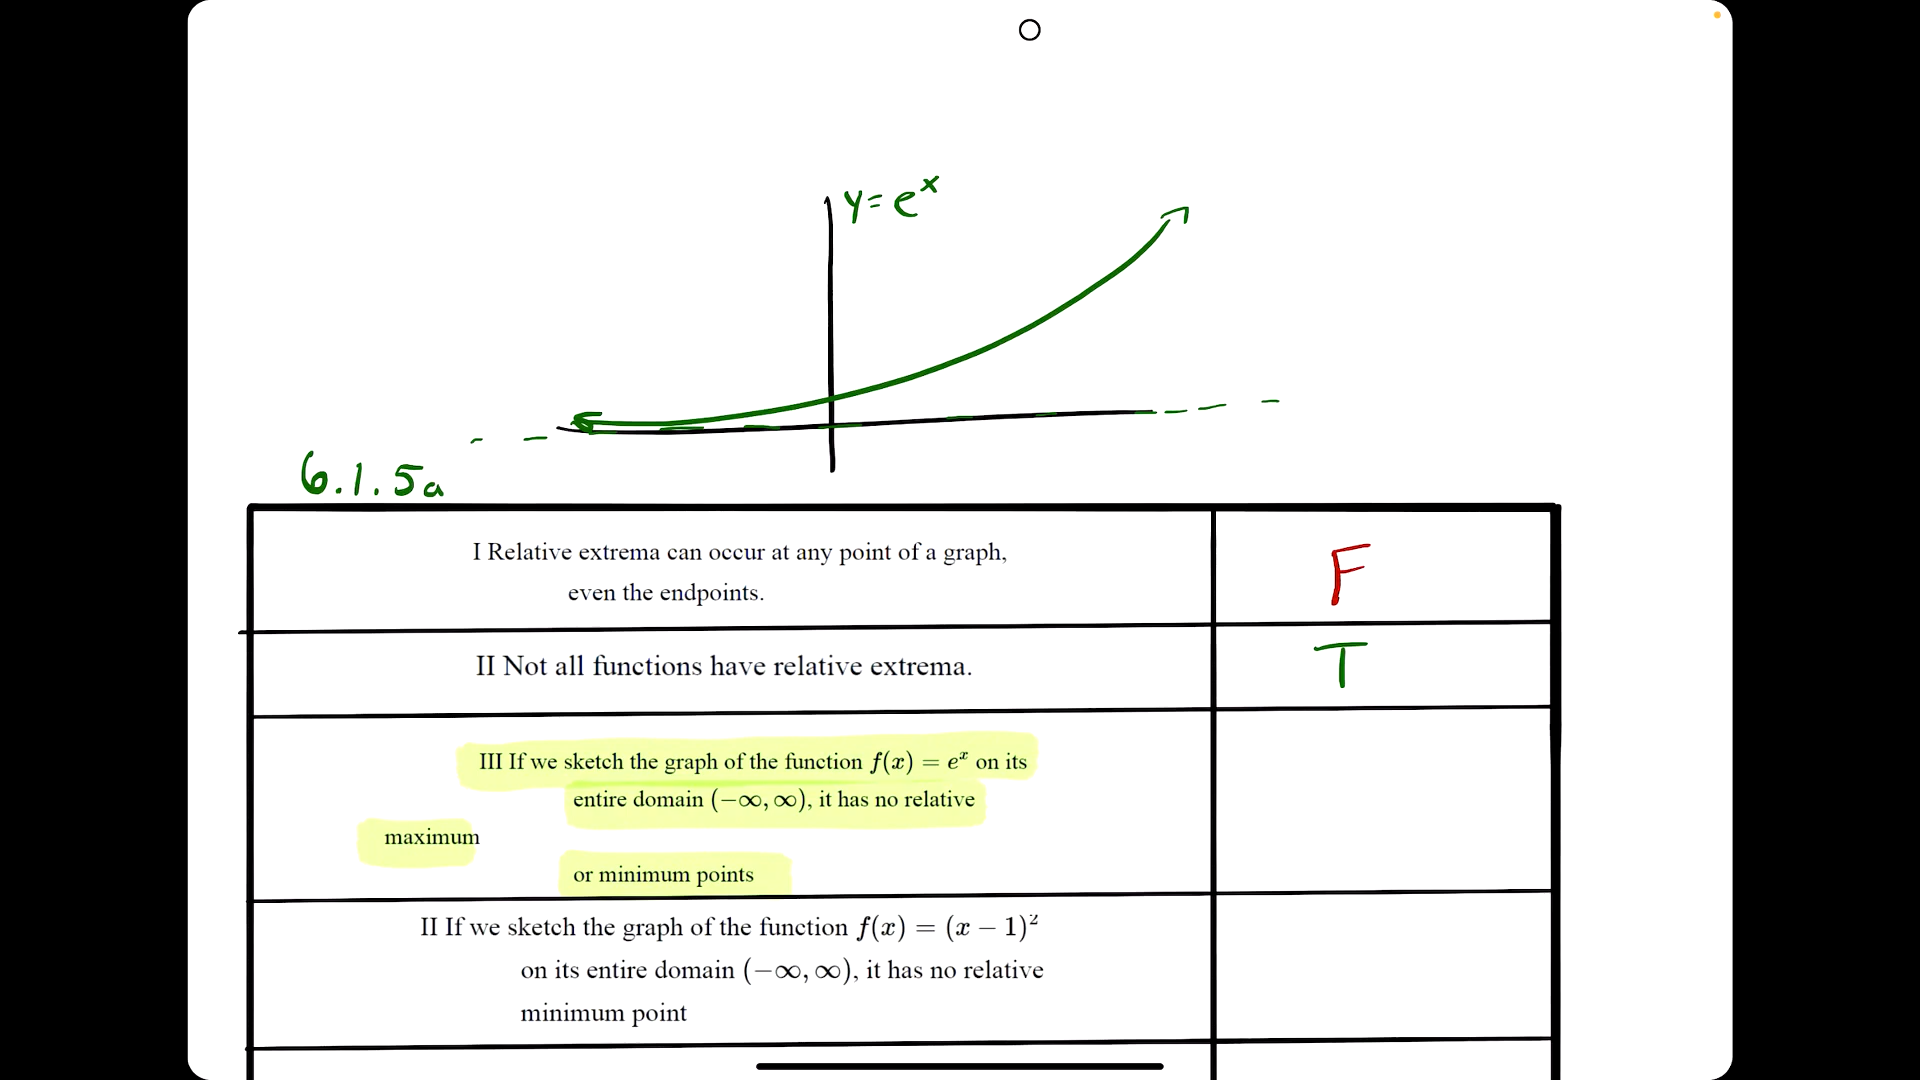 y = e^x
6.1.5a
I Relative extrema can occur at any point of a graph,
even the endpoints.
F
II Not all functions have relative extrema.
T
III If we sketch the graph of the function f(x) = e^x on its
entire domain (−∞, ∞), it has no relative
maximum
or minimum points
II If we sketch the graph of the function f(x) = (x − 1)^2
on its entire domain (−∞, ∞), it has no relative
minimum point